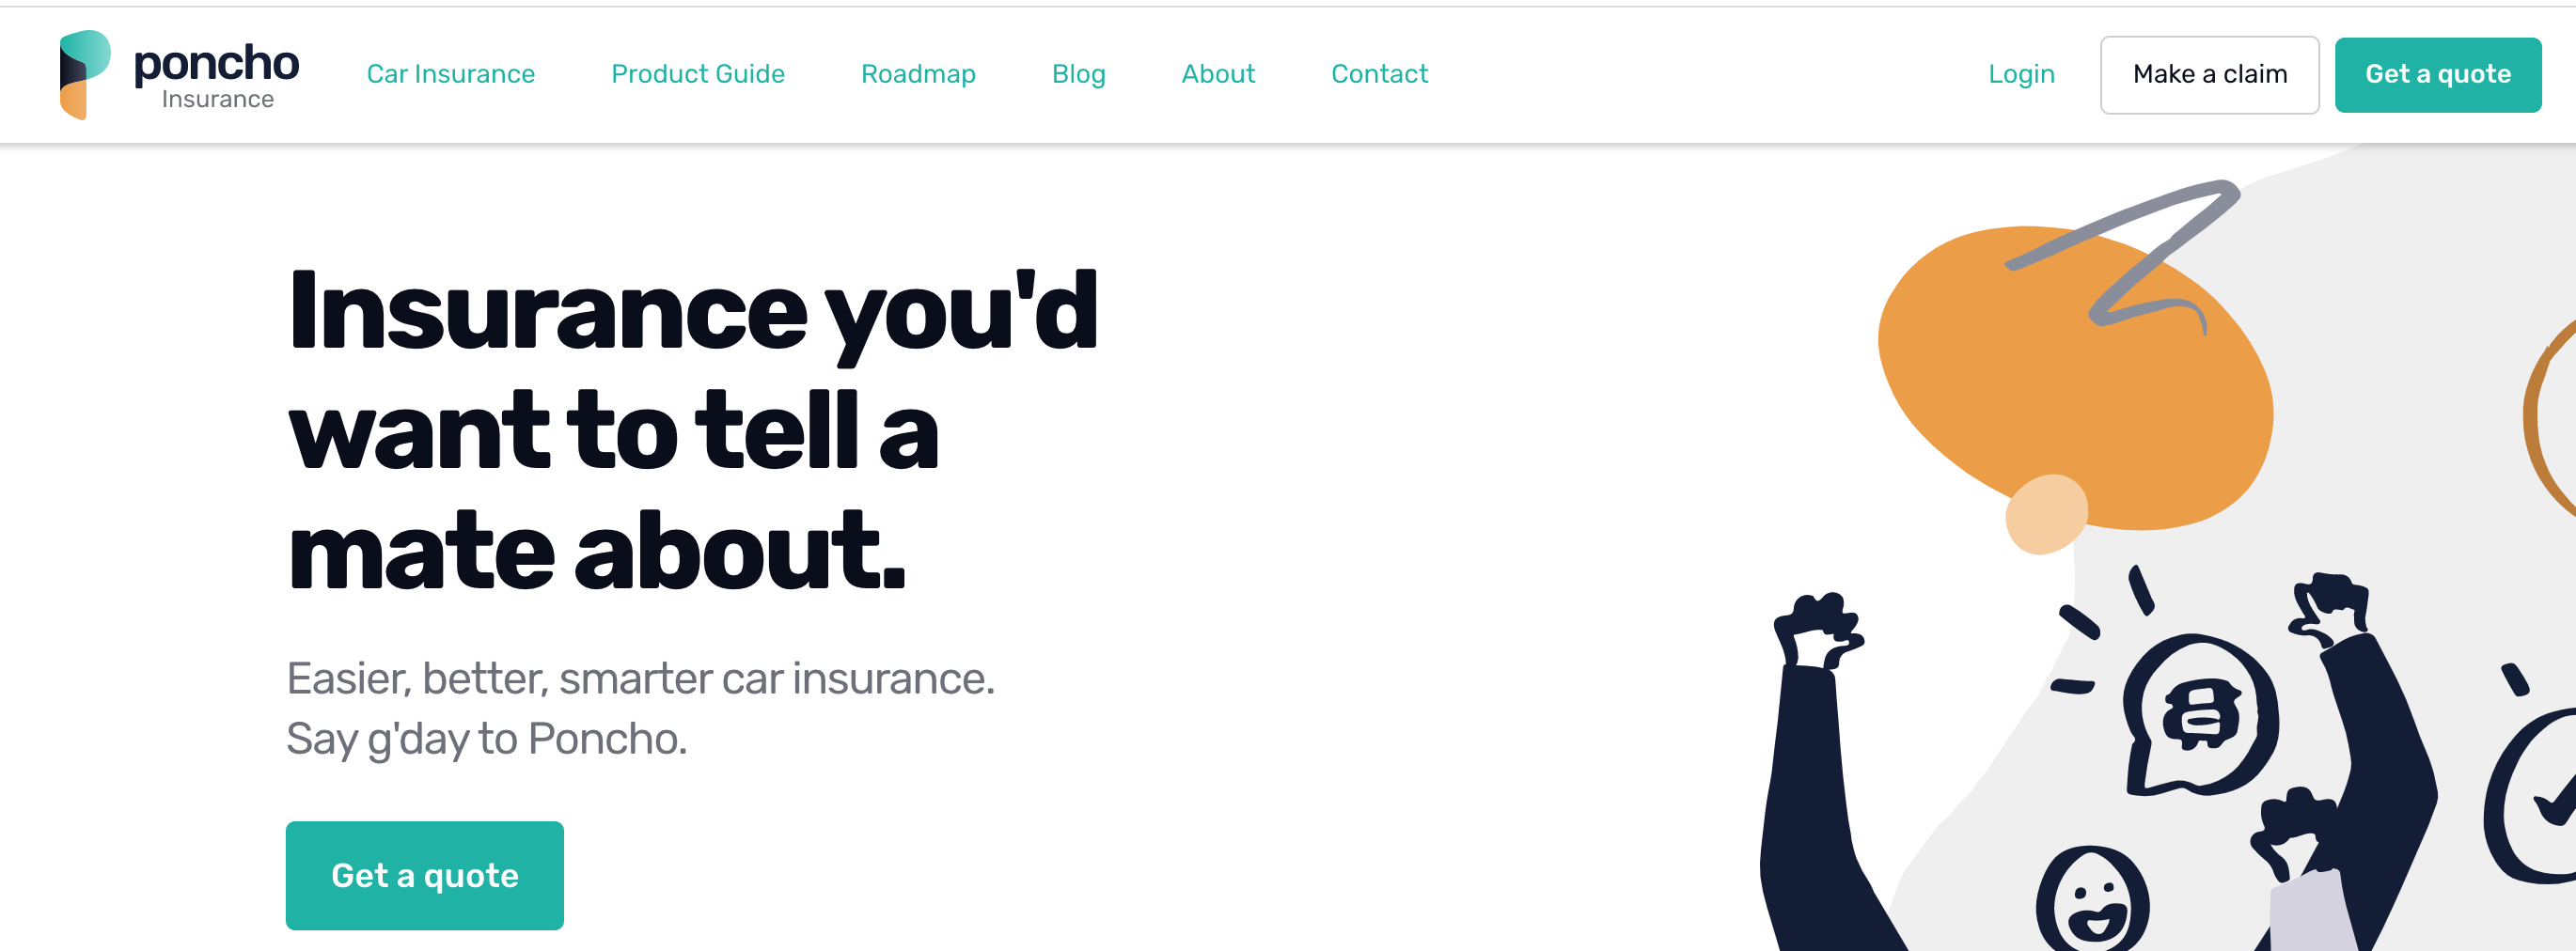 poncho
Insurance
Car Insurance
Product Guide
Roadmap
Blog
About
Contact
Login
Make a claim
Get a quote
Insurance you'd
want to tell a
mate about.
Easier, better, smarter car insurance.
Say g'day to Poncho.
Get a quote